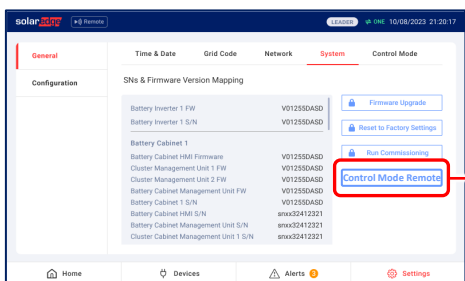 solaredge Remote LEADER ONE 10/08/2023 21:20:17
General
Configuration
Time & Date Grid Code Network System Control Mode
SNs & Firmware Version Mapping
Battery Inverter 1 FW V01255DASD
Battery Inverter 1 S/N V01255DASD
Battery Cabinet 1
Battery Cabinet HMI Firmware V01255DASD
Cluster Management Unit 1 FW V01255DASD
Cluster Management Unit 2 FW V01255DASD
Battery Cabinet Management Unit FW V01255DASD
Battery Cabinet 1 S/N V01255DASD
Battery Cabinet HMI S/N snxx32412321
Battery Cabinet Management Unit S/N snxx32412321
Cluster Cabinet Management Unit 1 S/N snxx32412321
Firmware Upgrade
Reset to Factory Settings
Run Commissioning
Control Mode Remote
Home Devices Alerts 3 Settings